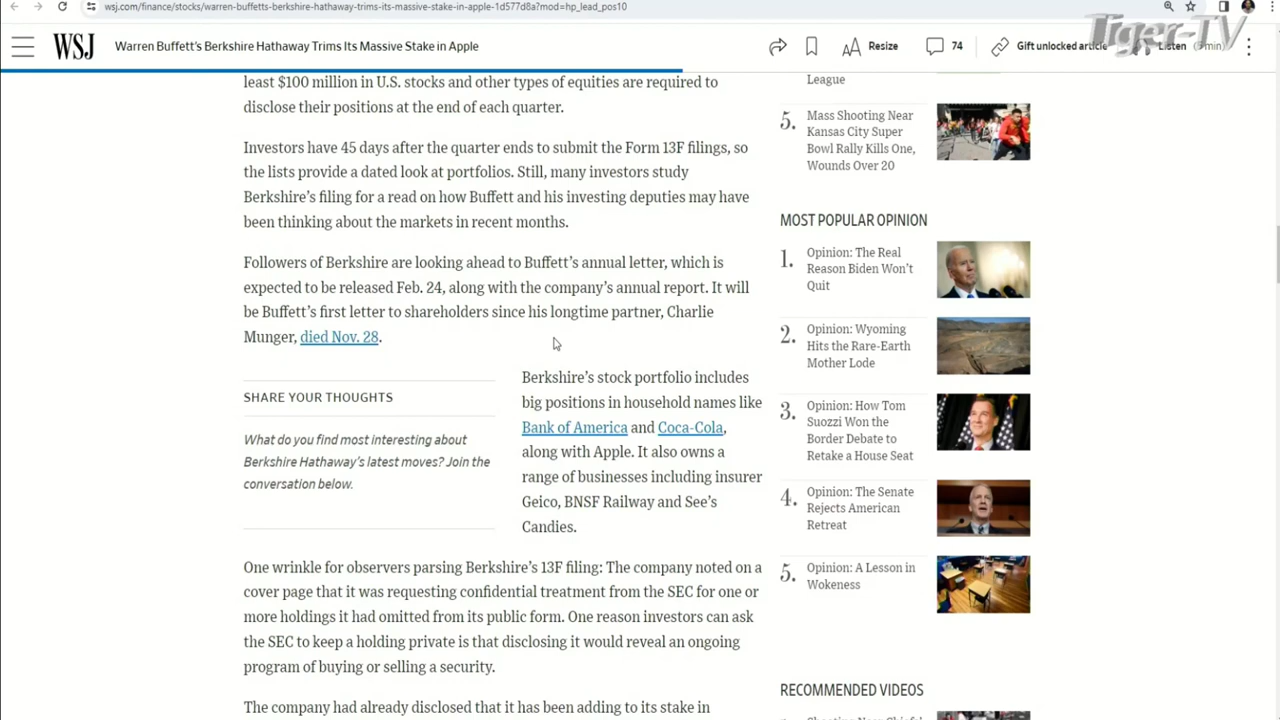 wsj.com/finance/stocks/warren-buffetts-berkshire-hathaway-trims-its-massive-stake-in-apple-1d577d8a?mod=hp_lead_pos10
Tiger-TV
WSJ
Warren Buffett's Berkshire Hathaway Trims Its Massive Stake in Apple
AA Resize
74
Gift unlocked article
Listen
least $100 million in U.S. stocks and other types of equities are required to
disclose their positions at the end of each quarter.
Investors have 45 days after the quarter ends to submit the Form 13F filings, so
the lists provide a dated look at portfolios. Still, many investors study
Berkshire's filing for a read on how Buffett and his investing deputies may have
been thinking about the markets in recent months.
Followers of Berkshire are looking ahead to Buffett's annual letter, which is
expected to be released Feb. 24, along with the company's annual report. It will
be Buffett's first letter to shareholders since his longtime partner, Charlie
Munger, died Nov. 28.
SHARE YOUR THOUGHTS
What do you find most interesting about
Berkshire Hathaway's latest moves? Join the
conversation below.
Berkshire's stock portfolio includes
big positions in household names like
Bank of America and Coca-Cola,
along with Apple. It also owns a
range of businesses including insurer
Geico, BNSF Railway and See's
Candies.
One wrinkle for observers parsing Berkshire's 13F filing: The company noted on a
cover page that it was requesting confidential treatment from the SEC for one or
more holdings it had omitted from its public form. One reason investors can ask
the SEC to keep a holding private is that disclosing it would reveal an ongoing
program of buying or selling a security.
The company had already disclosed that it has been adding to its stake in
League
5.
Mass Shooting Near
Kansas City Super
Bowl Rally Kills One,
Wounds Over 20
MOST POPULAR OPINION
1.
Opinion: The Real
Reason Biden Won't
Quit
2.
Opinion: Wyoming
Hits the Rare-Earth
Mother Lode
3.
Opinion: How Tom
Suozzi Won the
Border Debate to
Retake a House Seat
4.
Opinion: The Senate
Rejects American
Retreat
5.
Opinion: A Lesson in
Wokeness
RECOMMENDED VIDEOS